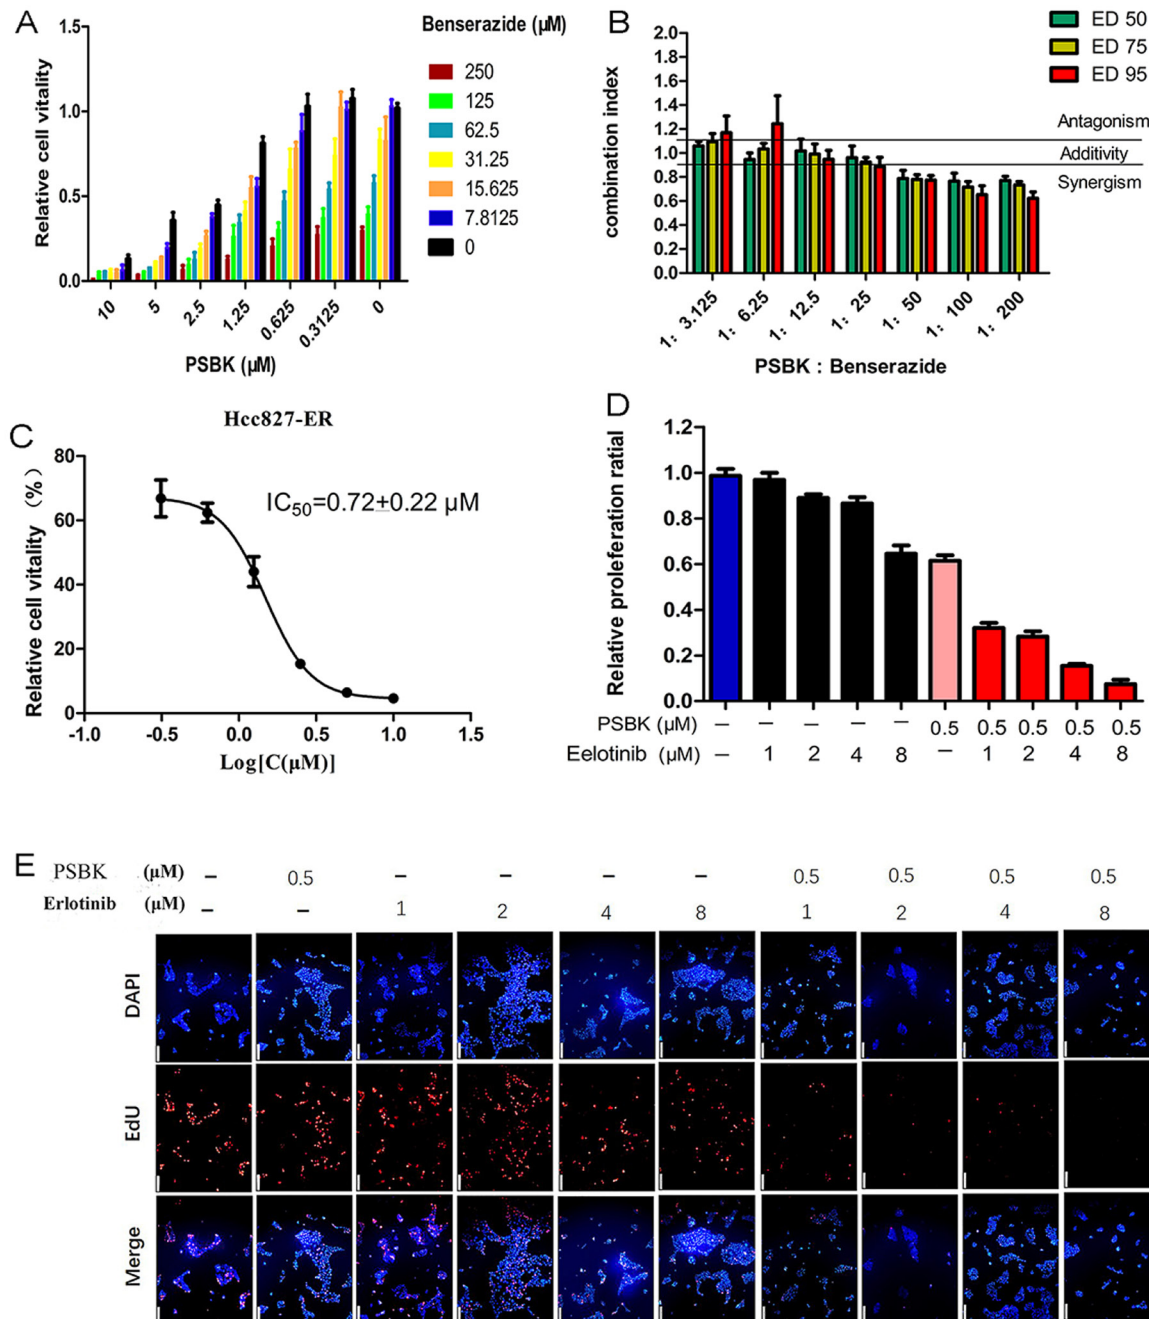 A
Relative cell vitality
1.5
1.0
0.5
0.0
10
5
2.5
1.25
0.625
0.3125
0
PSBK (μM)
Benserazide (μM)
250
125
62.5
31.25
15.625
7.8125
0
B
combination index
2.0
1.8
1.6
1.4
1.2
1.0
0.8
0.6
0.4
0.2
0.0
ED 50
ED 75
ED 95
Antagonism
Additivity
Synergism
1: 3.125
1: 6.25
1: 12.5
1: 25
1: 50
1: 100
1: 200
PSBK : Benserazide
C
Hcc827-ER
Relative cell vitality (%)
80
60
40
20
0
IC50=0.72±0.22 μM
-1.0
-0.5
0.0
0.5
1.0
1.5
Log[C(μM)]
D
Relative proleferation ratial
1.2
1.0
0.8
0.6
0.4
0.2
0.0
PSBK (μM) – – – – – 0.5 0.5 0.5 0.5 0.5
Eelotinib (μM) – 1 2 4 8 – 1 2 4 8
E
PSBK (μM) – 0.5 – – – – 0.5 0.5 0.5 0.5
Erlotinib (μM) – – 1 2 4 8 1 2 4 8
DAPI
EdU
Merge